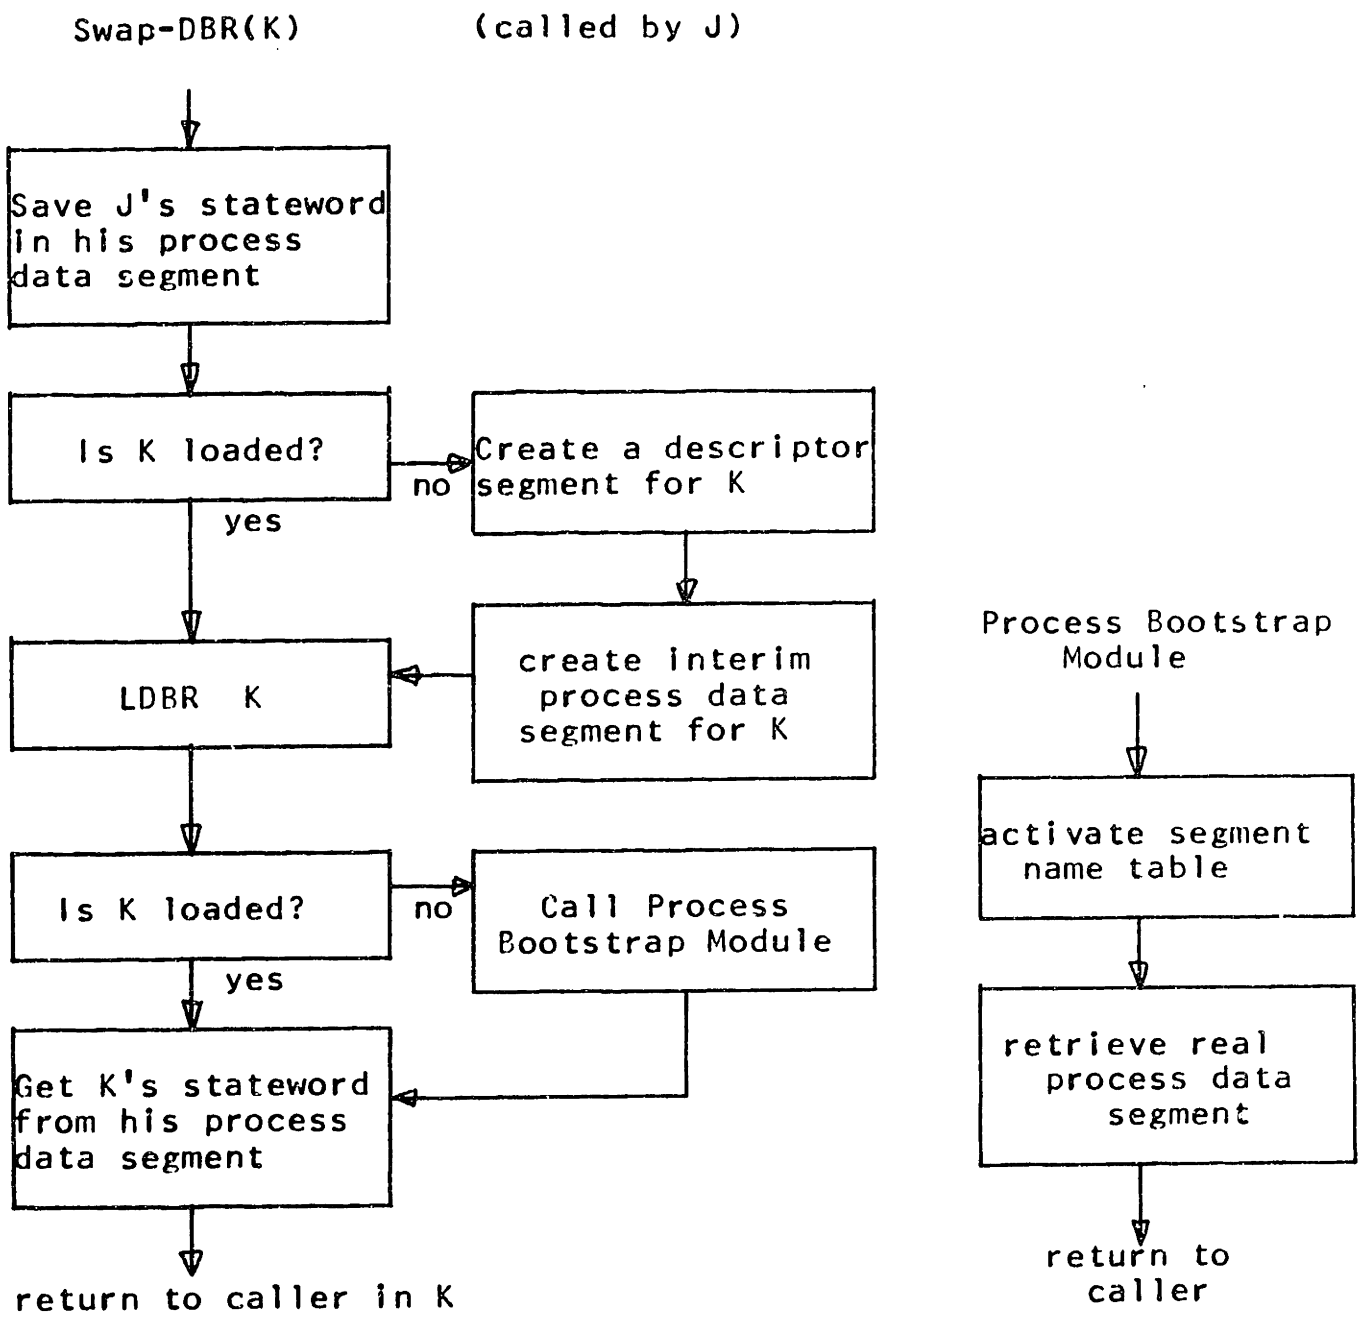 Swap-DBR(K) (called by J)
Save J's stateword
in his process
data segment
Is K loaded?
no
yes
Create a descriptor
segment for K
create interim
process data
segment for K
LDBR K
Is K loaded?
no
yes
Call Process
Bootstrap Module
Get K's stateword
from his process
data segment
return to caller in K
Process Bootstrap
Module
activate segment
name table
retrieve real
process data
segment
return to
caller